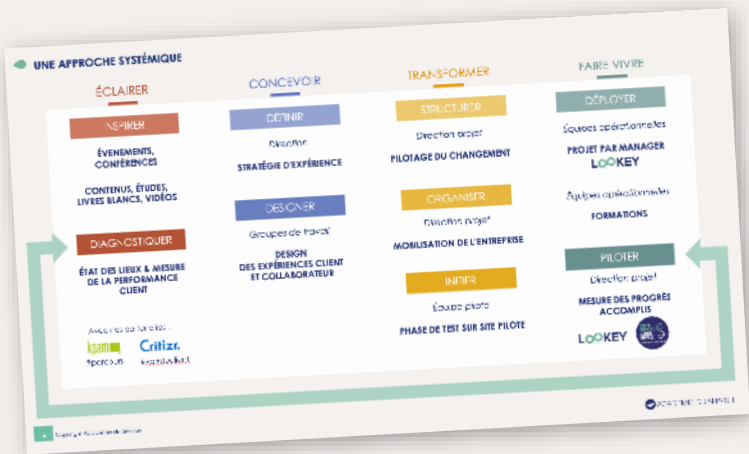 UNE APPROCHE SYSTÉMIQUE
ÉCLAIRER
INSPIRER
ÉVENEMENTS,
CONFÉRENCES
CONTENUS, ÉTUDES,
LIVRES BLANCS, VIDÉOS
DIAGNOSTIQUER
ÉTAT DES LIEUX & MESURE
DE LA PERFORMANCE
CLIENT
Critizr.
CONCEVOIR
DÉFINIR
Direction
STRATÉGIE D'EXPÉRIENCE
DESIGNER
Groupes de travail
DESIGN
DES EXPÉRIENCES CLIENT
ET COLLABORATEUR
TRANSFORMER
STRUCTURER
Direction projet
PILOTAGE DU CHANGEMENT
ORGANISER
Direction projet
MOBILISATION DE L'ENTREPRISE
INITIER
Équipe pilote
PHASE DE TEST SUR SITE PILOTE
FAIRE VIVRE
DÉPLOYER
Équipes opérationnelles
PROJET PAR MANAGER
LOOKEY
Équipes opérationnelles
FORMATIONS
PILOTER
Direction projet
MESURE DES PROGRÈS
ACCOMPLIS
LOOKEY
ACADÉMIE DU SERVICE